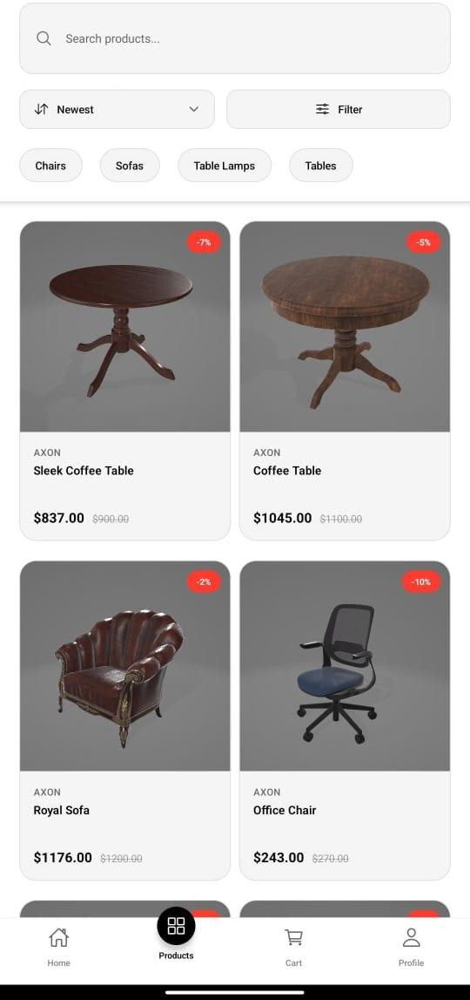 Search products...
Newest
Filter
Chairs
Sofas
Table Lamps
Tables
-7%
-5%
AXON
Sleek Coffee Table
$837.00 $900.00
AXON
Coffee Table
$1045.00 $1100.00
-2%
-10%
AXON
Royal Sofa
$1176.00 $1200.00
AXON
Office Chair
$243.00 $270.00
Home
Products
Cart
Profile